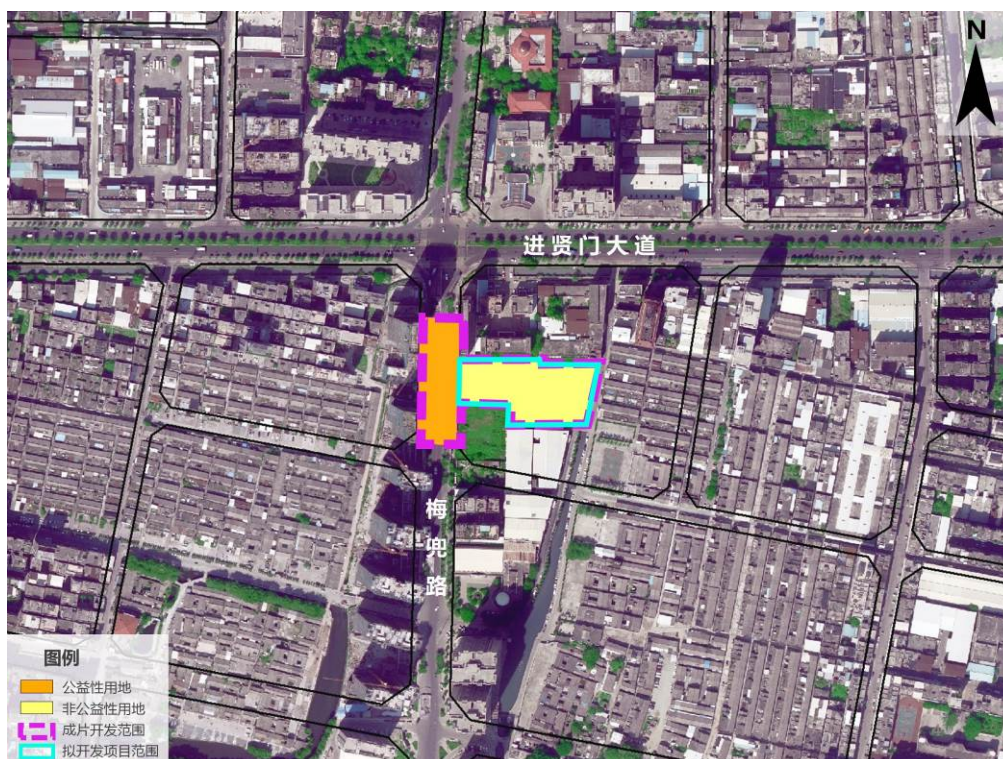 N
进贤门大道
梅兜路
图例
公益性用地
非公益性用地
成片开发范围
拟开发项目范围